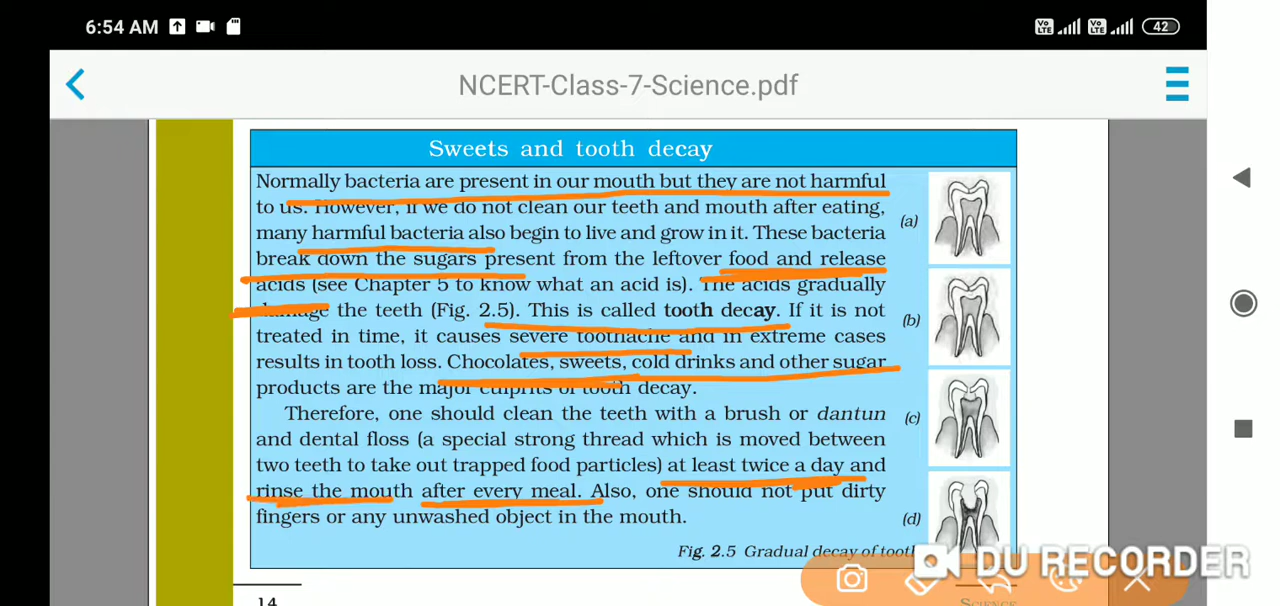 6:54 AM
Vo LTE Vo LTE 42
NCERT-Class-7-Science.pdf
Sweets and tooth decay
Normally bacteria are present in our mouth but they are not harmful
to us. However, if we do not clean our teeth and mouth after eating,
many harmful bacteria also begin to live and grow in it. These bacteria
break down the sugars present from the leftover food and release
acids (see Chapter 5 to know what an acid is). The acids gradually
damage the teeth (Fig. 2.5). This is called tooth decay. If it is not
treated in time, it causes severe toothache and in extreme cases
results in tooth loss. Chocolates, sweets, cold drinks and other sugar
products are the major culprits of tooth decay.
Therefore, one should clean the teeth with a brush or dantun
and dental floss (a special strong thread which is moved between
two teeth to take out trapped food particles) at least twice a day and
rinse the mouth after every meal. Also, one should not put dirty
fingers or any unwashed object in the mouth.
(a)
(b)
(c)
(d)
Fig. 2.5 Gradual decay of tooth
DU RECORDER
14
SCIENCE